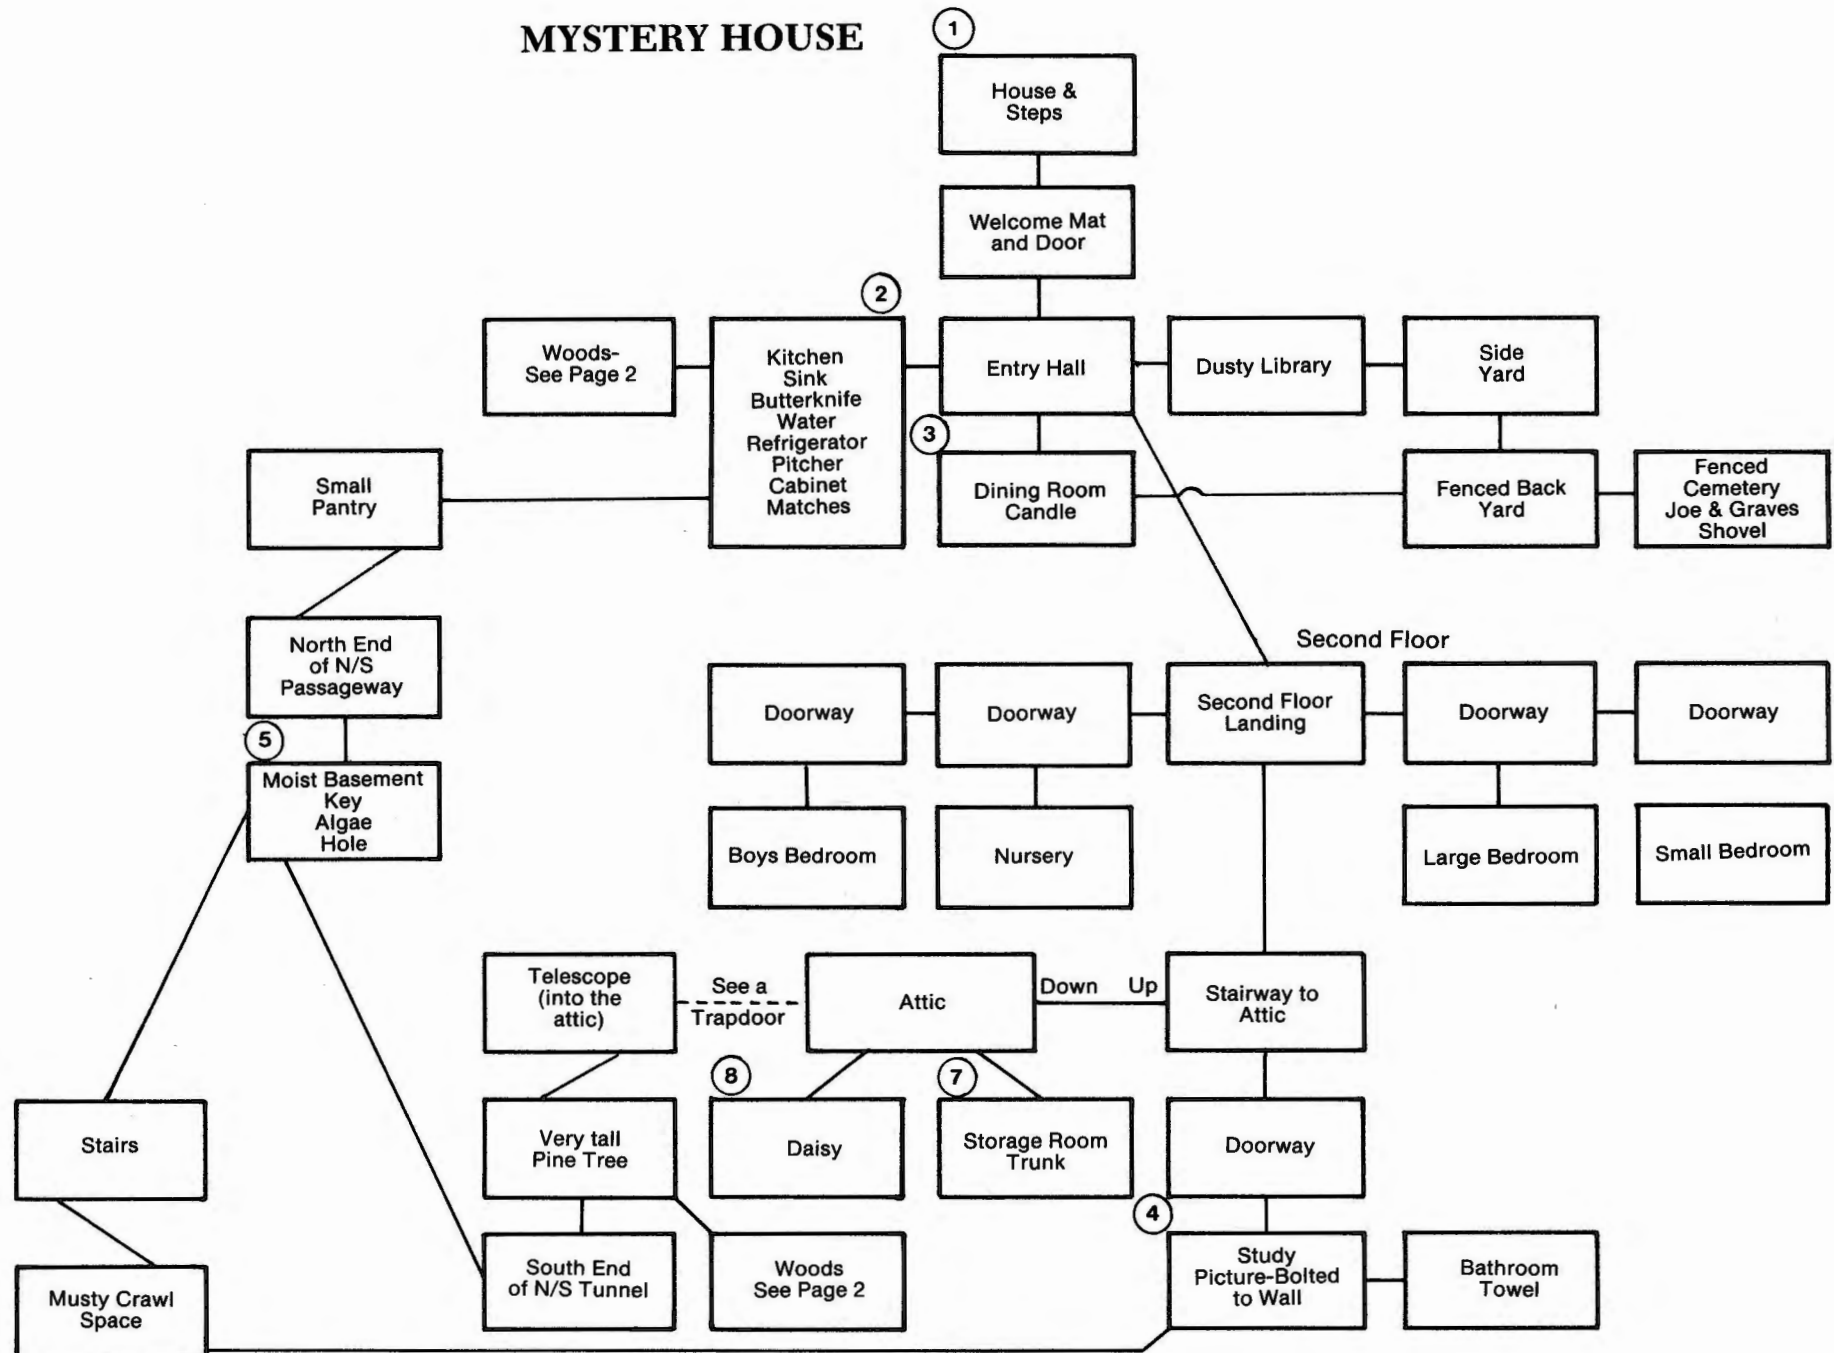 MYSTERY HOUSE
1
House &
Steps
Welcome Mat
and Door
2
Woods-
See Page 2
Kitchen
Sink
Butterknife
Water
Refrigerator
Pitcher
Cabinet
Matches
Entry Hall
Dusty Library
Side
Yard
3
Small
Pantry
Dining Room
Candle
Fenced Back
Yard
Fenced
Cemetery
Joe & Graves
Shovel
North End
of N/S
Passageway
Second Floor
Doorway
Doorway
Second Floor
Landing
Doorway
Doorway
5
Moist Basement
Key
Algae
Hole
Boys Bedroom
Nursery
Large Bedroom
Small Bedroom
Telescope
(into the
attic)
See a
Trapdoor
Attic
Down
Up
Stairway to
Attic
8
7
Stairs
Very tall
Pine Tree
Daisy
Storage Room
Trunk
Doorway
4
Musty Crawl
Space
South End
of N/S Tunnel
Woods
See Page 2
Study
Picture-Bolted
to Wall
Bathroom
Towel